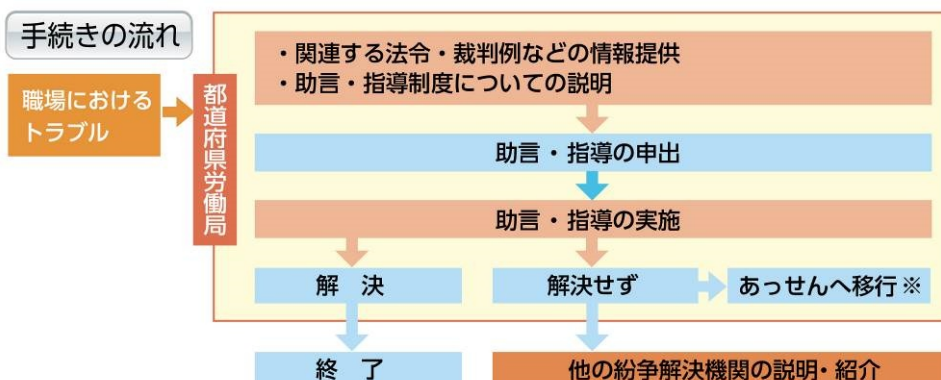 手続きの流れ
職場における
トラブル
都道府県労働局
・関連する法令・裁判例などの情報提供
・助言・指導制度についての説明
助言・指導の申出
助言・指導の実施
解　決
解決せず
あっせんへ移行※
終　了
他の紛争解決機関の説明・紹介